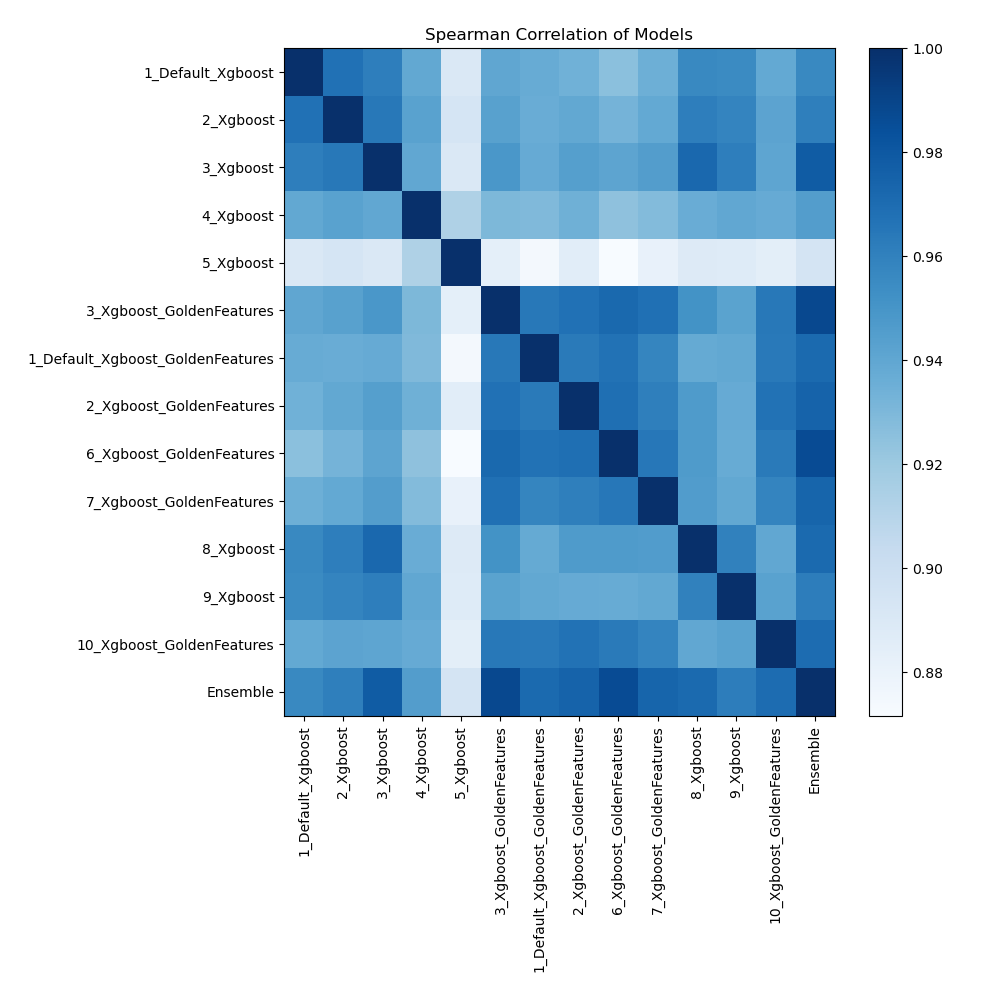 Spearman Correlation of Models
1_Default_Xgboost
2_Xgboost
3_Xgboost
4_Xgboost
5_Xgboost
3_Xgboost_GoldenFeatures
1_Default_Xgboost_GoldenFeatures
2_Xgboost_GoldenFeatures
6_Xgboost_GoldenFeatures
7_Xgboost_GoldenFeatures
8_Xgboost
9_Xgboost
10_Xgboost_GoldenFeatures
Ensemble
1_Default_Xgboost
2_Xgboost
3_Xgboost
4_Xgboost
5_Xgboost
3_Xgboost_GoldenFeatures
1_Default_Xgboost_GoldenFeatures
2_Xgboost_GoldenFeatures
6_Xgboost_GoldenFeatures
7_Xgboost_GoldenFeatures
8_Xgboost
9_Xgboost
10_Xgboost_GoldenFeatures
Ensemble
1.00
0.98
0.96
0.94
0.92
0.90
0.88